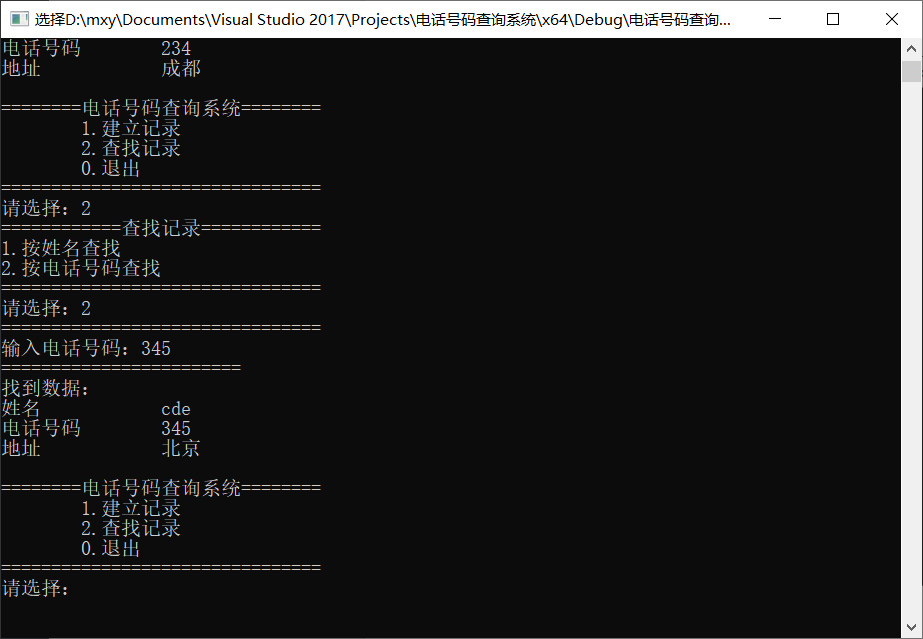 选择D:\mxy\Documents\Visual Studio 2017\Projects\电话号码查询系统\x64\Debug\电话号码查询...
电话号码        234
地址            成都
========电话号码查询系统========
1.建立记录
2.查找记录
0.退出
================================
请选择：2
============查找记录============
1.按姓名查找
2.按电话号码查找
================================
请选择：2
================================
输入电话号码：345
========================
找到数据：
姓名            cde
电话号码        345
地址            北京
========电话号码查询系统========
1.建立记录
2.查找记录
0.退出
================================
请选择：